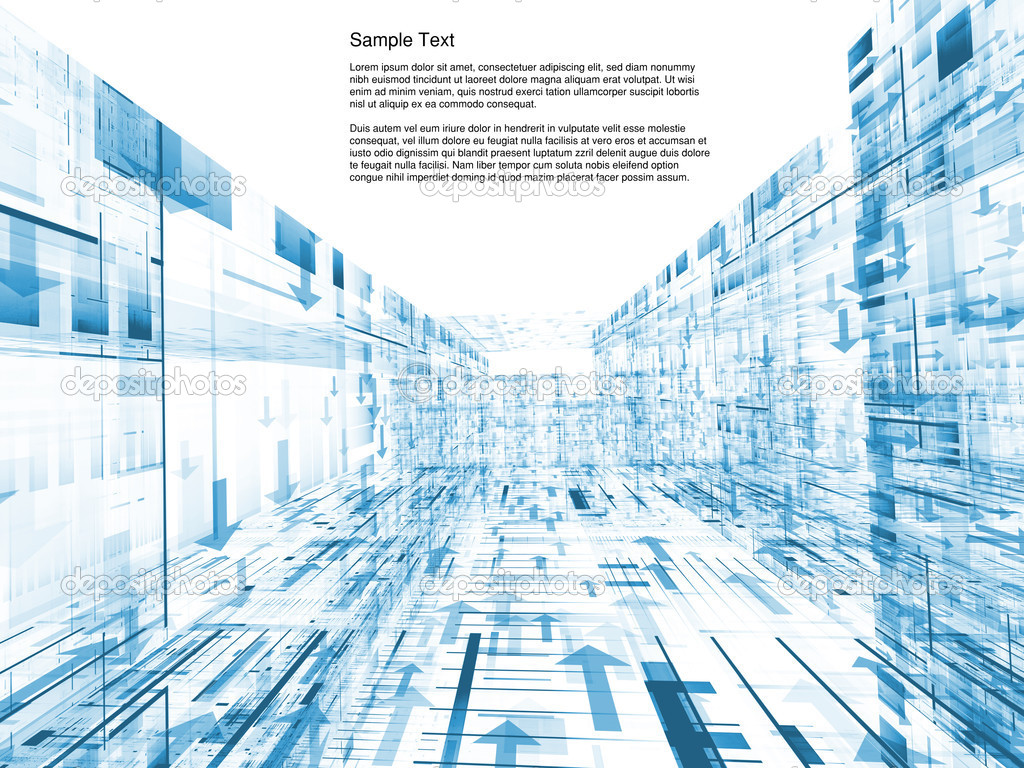 Sample Text
Lorem ipsum dolor sit amet, consectetuer adipiscing elit, sed diam nonummy
nibh euismod tincidunt ut laoreet dolore magna aliquam erat volutpat. Ut wisi
enim ad minim veniam, quis nostrud exerci tation ullamcorper suscipit lobortis
nisl ut aliquip ex ea commodo consequat.
Duis autem vel eum iriure dolor in hendrerit in vulputate velit esse molestie
consequat, vel illum dolore eu feugiat nulla facilisis at vero eros et accumsan et
iusto odio dignissim qui blandit praesent luptatum zzril delenit augue duis dolore
te feugait nulla facilisi. Nam liber tempor cum soluta nobis eleifend option
congue nihil imperdiet doming id quod mazim placerat facer possim assum.
depositphotos depositphotos depositphotos
depositphotos depositphotos depositphotos
depositphotos depositphotos depositphotos